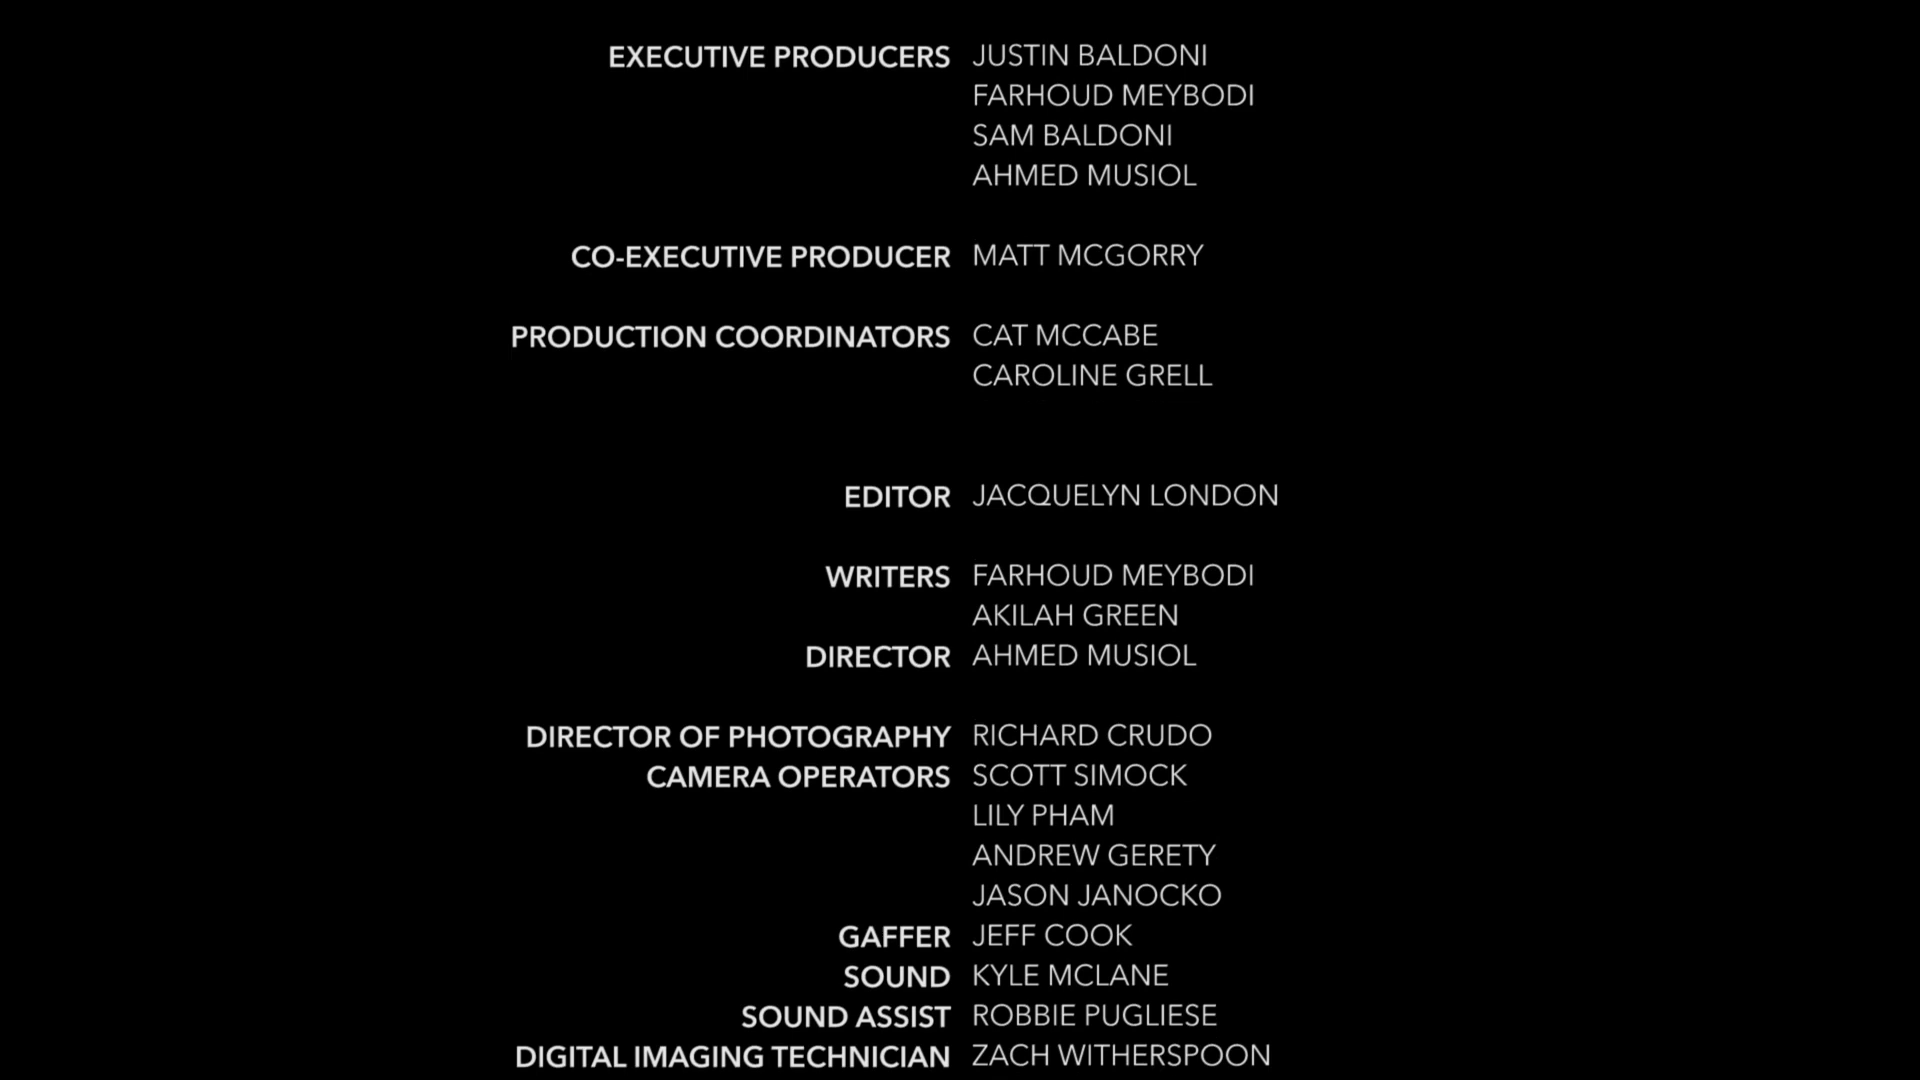 EXECUTIVE PRODUCERS JUSTIN BALDONI
FARHOUD MEYBODI
SAM BALDONI
AHMED MUSIOL
CO-EXECUTIVE PRODUCER MATT MCGORRY
PRODUCTION COORDINATORS CAT MCCABE
CAROLINE GRELL
EDITOR JACQUELYN LONDON
WRITERS FARHOUD MEYBODI
AKILAH GREEN
DIRECTOR AHMED MUSIOL
DIRECTOR OF PHOTOGRAPHY RICHARD CRUDO
CAMERA OPERATORS SCOTT SIMOCK
LILY PHAM
ANDREW GERETY
JASON JANOCKO
GAFFER JEFF COOK
SOUND KYLE MCLANE
SOUND ASSIST ROBBIE PUGLIESE
DIGITAL IMAGING TECHNICIAN ZACH WITHERSPOON